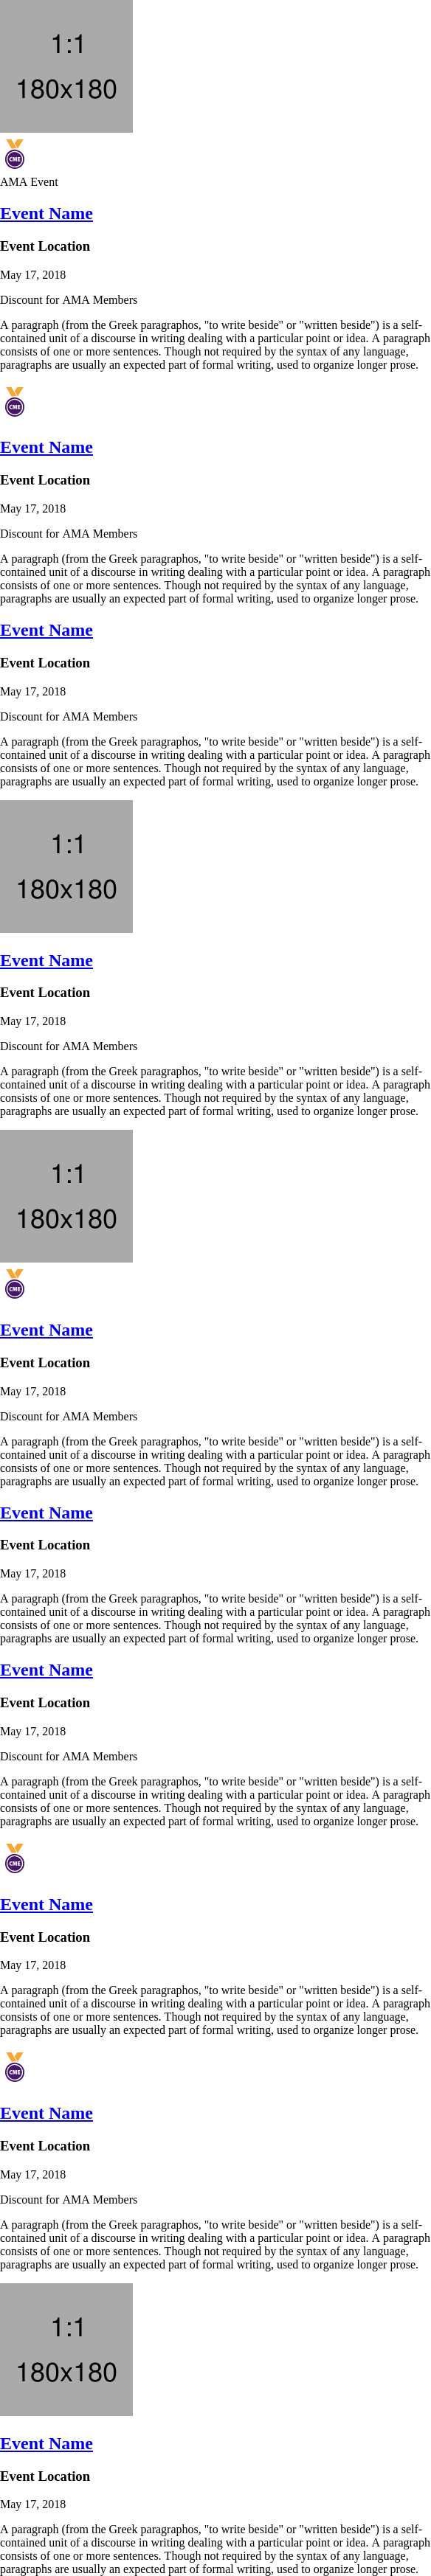 1:1
180x180
CME
AMA Event
Event Name
Event Location
May 17, 2018
Discount for AMA Members
A paragraph (from the Greek paragraphos, "to write beside" or "written beside") is a self-
contained unit of a discourse in writing dealing with a particular point or idea. A paragraph
consists of one or more sentences. Though not required by the syntax of any language,
paragraphs are usually an expected part of formal writing, used to organize longer prose.
CME
Event Name
Event Location
May 17, 2018
Discount for AMA Members
A paragraph (from the Greek paragraphos, "to write beside" or "written beside") is a self-
contained unit of a discourse in writing dealing with a particular point or idea. A paragraph
consists of one or more sentences. Though not required by the syntax of any language,
paragraphs are usually an expected part of formal writing, used to organize longer prose.
Event Name
Event Location
May 17, 2018
Discount for AMA Members
A paragraph (from the Greek paragraphos, "to write beside" or "written beside") is a self-
contained unit of a discourse in writing dealing with a particular point or idea. A paragraph
consists of one or more sentences. Though not required by the syntax of any language,
paragraphs are usually an expected part of formal writing, used to organize longer prose.
1:1
180x180
Event Name
Event Location
May 17, 2018
Discount for AMA Members
A paragraph (from the Greek paragraphos, "to write beside" or "written beside") is a self-
contained unit of a discourse in writing dealing with a particular point or idea. A paragraph
consists of one or more sentences. Though not required by the syntax of any language,
paragraphs are usually an expected part of formal writing, used to organize longer prose.
1:1
180x180
CME
Event Name
Event Location
May 17, 2018
Discount for AMA Members
A paragraph (from the Greek paragraphos, "to write beside" or "written beside") is a self-
contained unit of a discourse in writing dealing with a particular point or idea. A paragraph
consists of one or more sentences. Though not required by the syntax of any language,
paragraphs are usually an expected part of formal writing, used to organize longer prose.
Event Name
Event Location
May 17, 2018
A paragraph (from the Greek paragraphos, "to write beside" or "written beside") is a self-
contained unit of a discourse in writing dealing with a particular point or idea. A paragraph
consists of one or more sentences. Though not required by the syntax of any language,
paragraphs are usually an expected part of formal writing, used to organize longer prose.
Event Name
Event Location
May 17, 2018
Discount for AMA Members
A paragraph (from the Greek paragraphos, "to write beside" or "written beside") is a self-
contained unit of a discourse in writing dealing with a particular point or idea. A paragraph
consists of one or more sentences. Though not required by the syntax of any language,
paragraphs are usually an expected part of formal writing, used to organize longer prose.
CME
Event Name
Event Location
May 17, 2018
A paragraph (from the Greek paragraphos, "to write beside" or "written beside") is a self-
contained unit of a discourse in writing dealing with a particular point or idea. A paragraph
consists of one or more sentences. Though not required by the syntax of any language,
paragraphs are usually an expected part of formal writing, used to organize longer prose.
CME
Event Name
Event Location
May 17, 2018
Discount for AMA Members
A paragraph (from the Greek paragraphos, "to write beside" or "written beside") is a self-
contained unit of a discourse in writing dealing with a particular point or idea. A paragraph
consists of one or more sentences. Though not required by the syntax of any language,
paragraphs are usually an expected part of formal writing, used to organize longer prose.
1:1
180x180
Event Name
Event Location
May 17, 2018
A paragraph (from the Greek paragraphos, "to write beside" or "written beside") is a self-
contained unit of a discourse in writing dealing with a particular point or idea. A paragraph
consists of one or more sentences. Though not required by the syntax of any language,
paragraphs are usually an expected part of formal writing, used to organize longer prose.